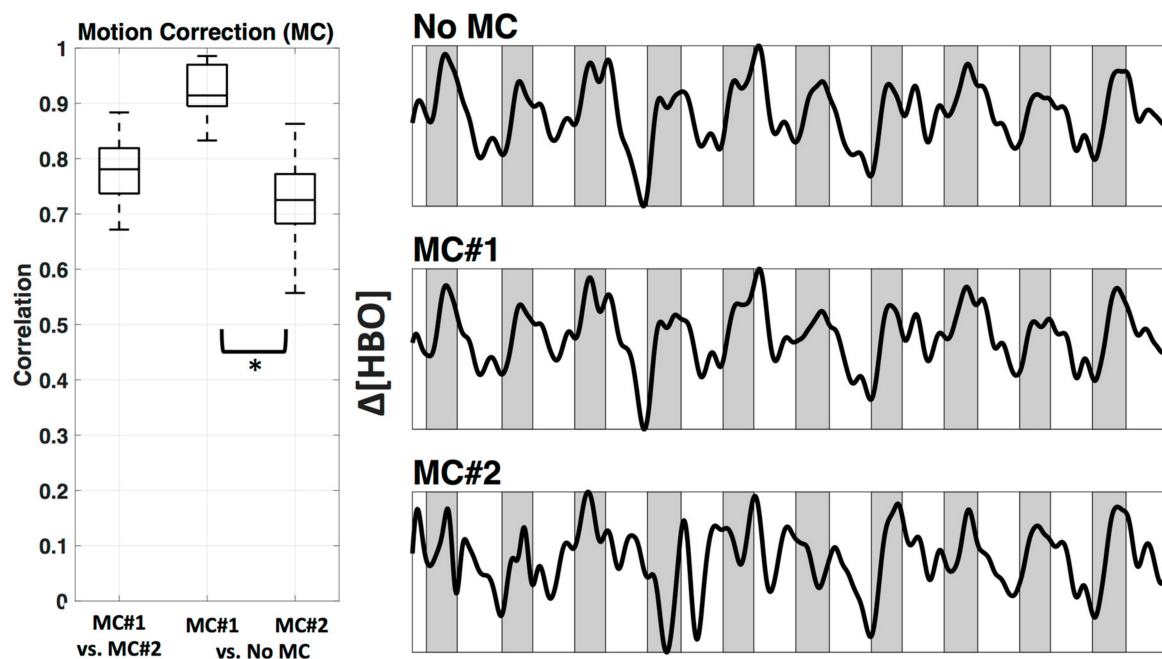 Motion Correction (MC)
1
0.9
0.8
0.7
0.6
0.5
0.4
0.3
0.2
0.1
0
Correlation
*
MC#1
vs. MC#2
MC#1 MC#2
vs. No MC
Δ[HBO]
No MC
MC#1
MC#2